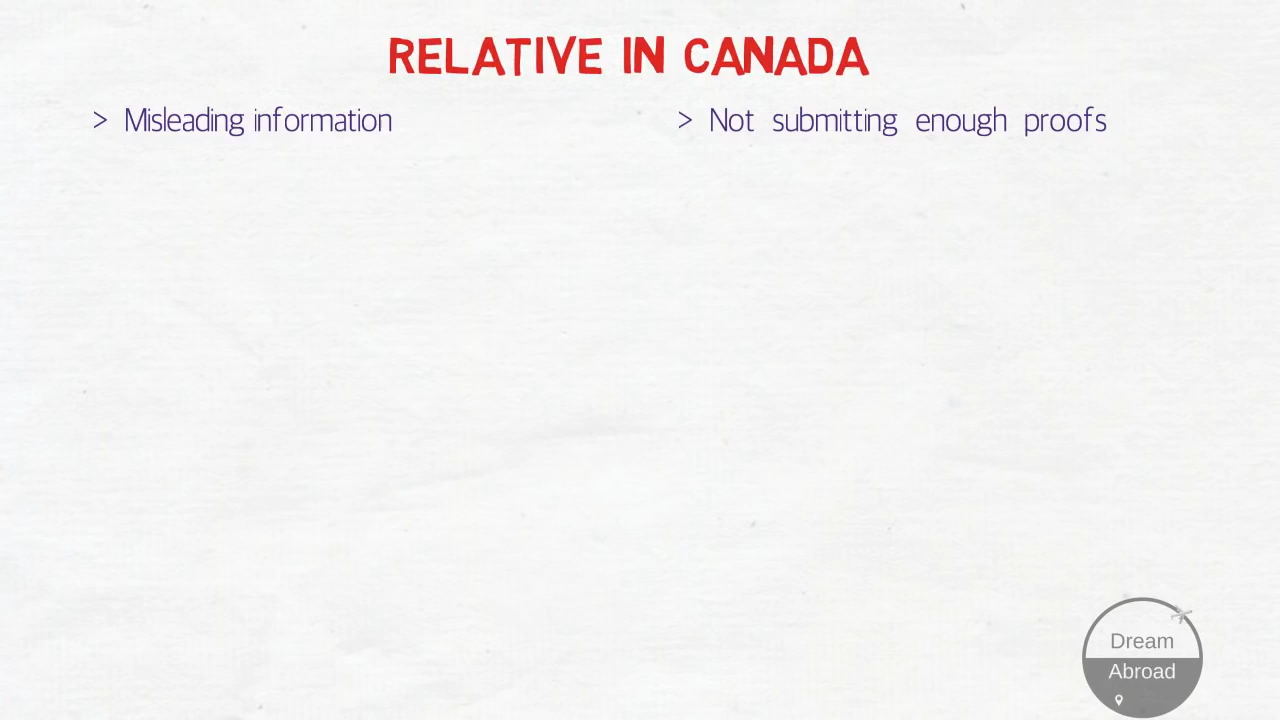 RELATIVE IN CANADA
> Misleading information
> Not submitting enough proofs
Dream
Abroad